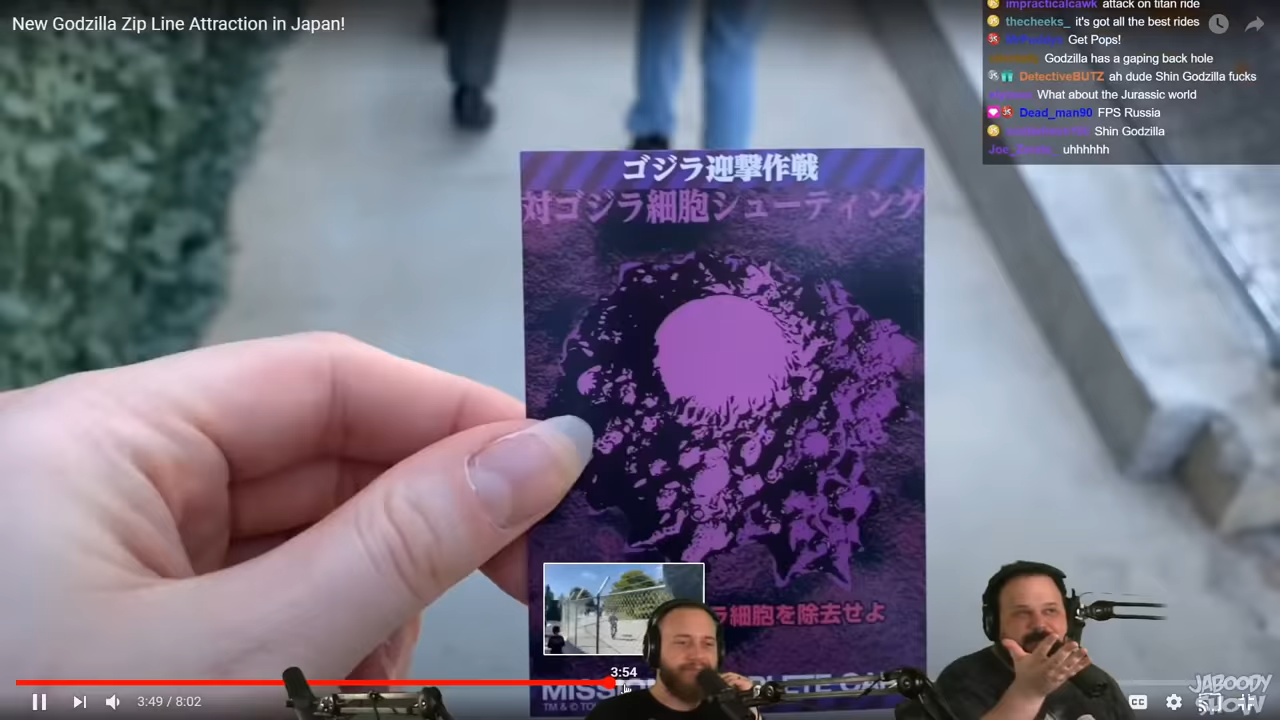 New Godzilla Zip Line Attraction in Japan!
impracticalcawk attack on titan ride
thecheeks_ it's got all the best rides
Get Pops!
Godzilla has a gaping back hole
DetectiveBUTZ ah dude Shin Godzilla fucks
What about the Jurassic world
Dead_man90 FPS Russia
Shin Godzilla
uhhhhhh
ゴジラ迎撃作戦
対ゴジラ細胞シューティング
細胞を除去せよ
3:54
3:49 / 8:02
CC
JABOODY
SHOW